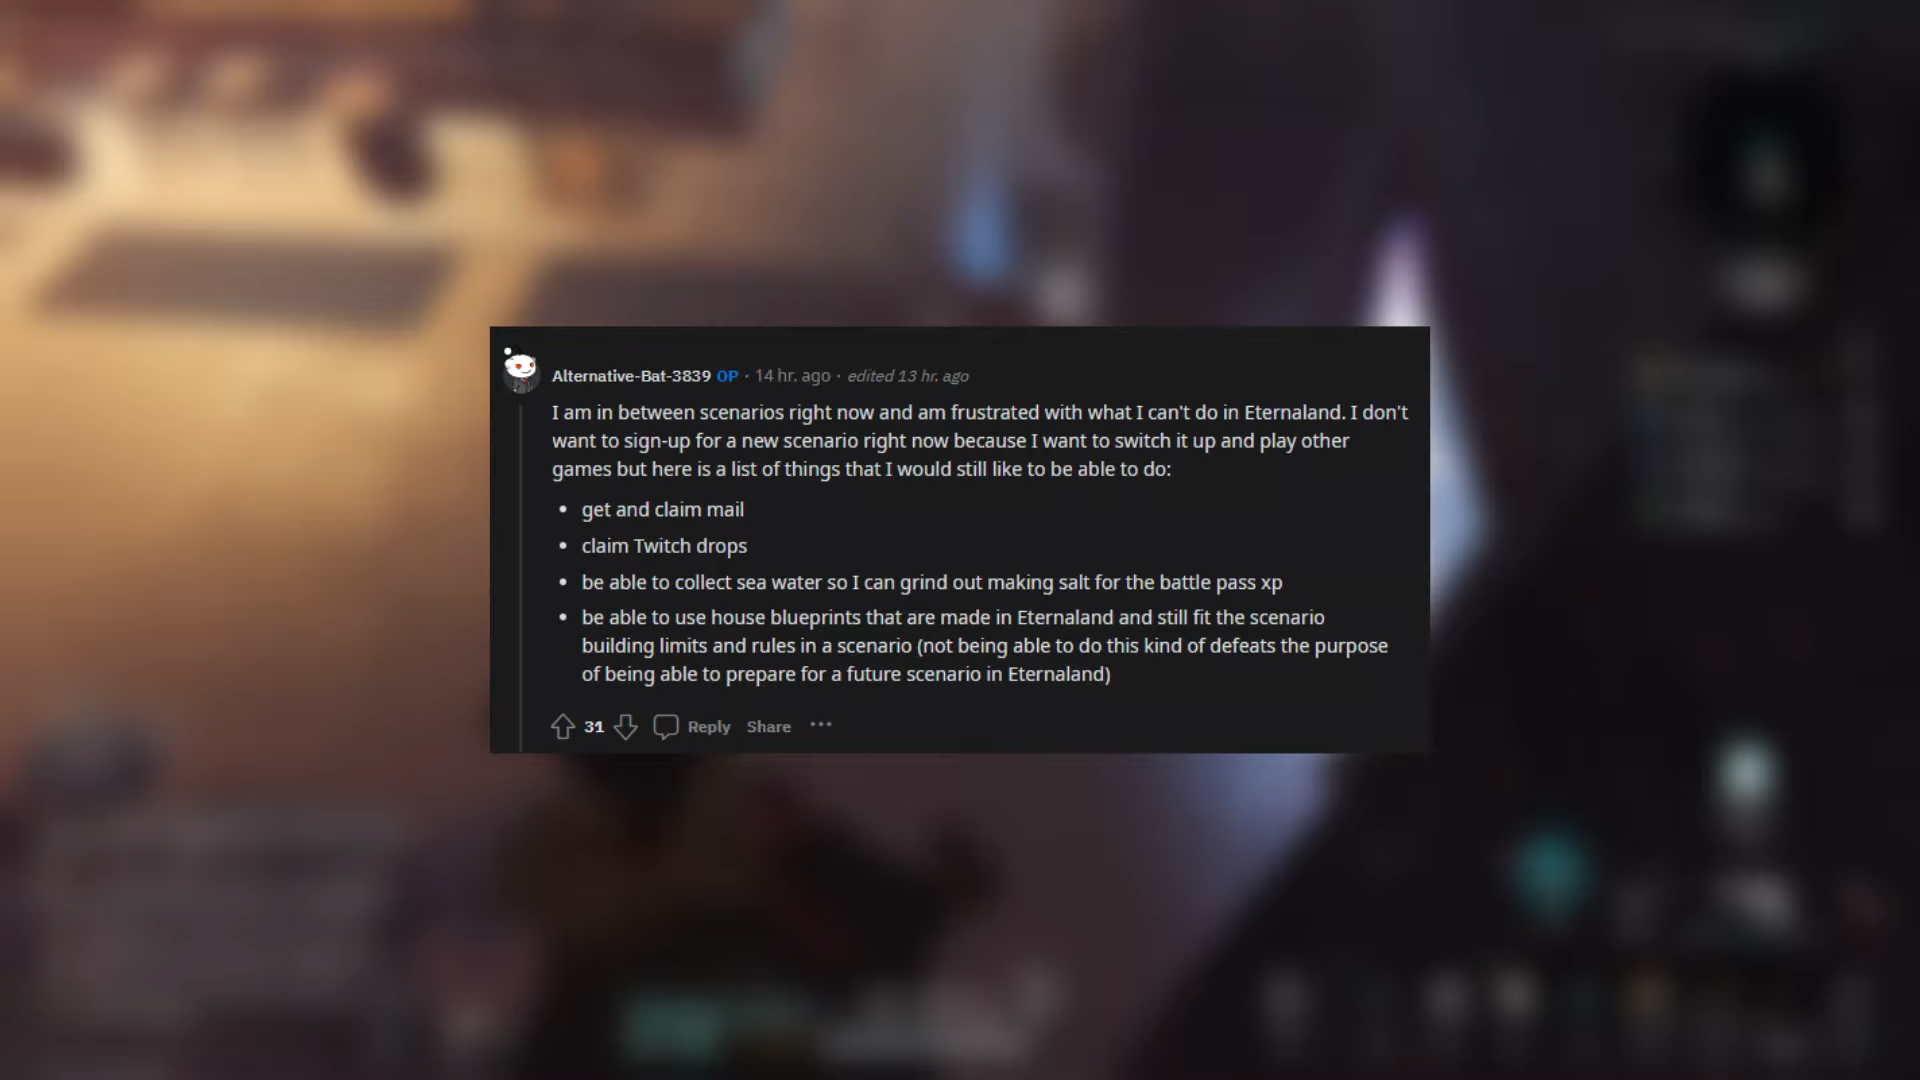 Alternative-Bat-3839 OP · 14 hr. ago · edited 13 hr. ago
I am in between scenarios right now and am frustrated with what I can't do in Eternaland. I don't
want to sign-up for a new scenario right now because I want to switch it up and play other
games but here is a list of things that I would still like to be able to do:
• get and claim mail
• claim Twitch drops
• be able to collect sea water so I can grind out making salt for the battle pass xp
• be able to use house blueprints that are made in Eternaland and still fit the scenario
building limits and rules in a scenario (not being able to do this kind of defeats the purpose
of being able to prepare for a future scenario in Eternaland)
31 Reply Share ···